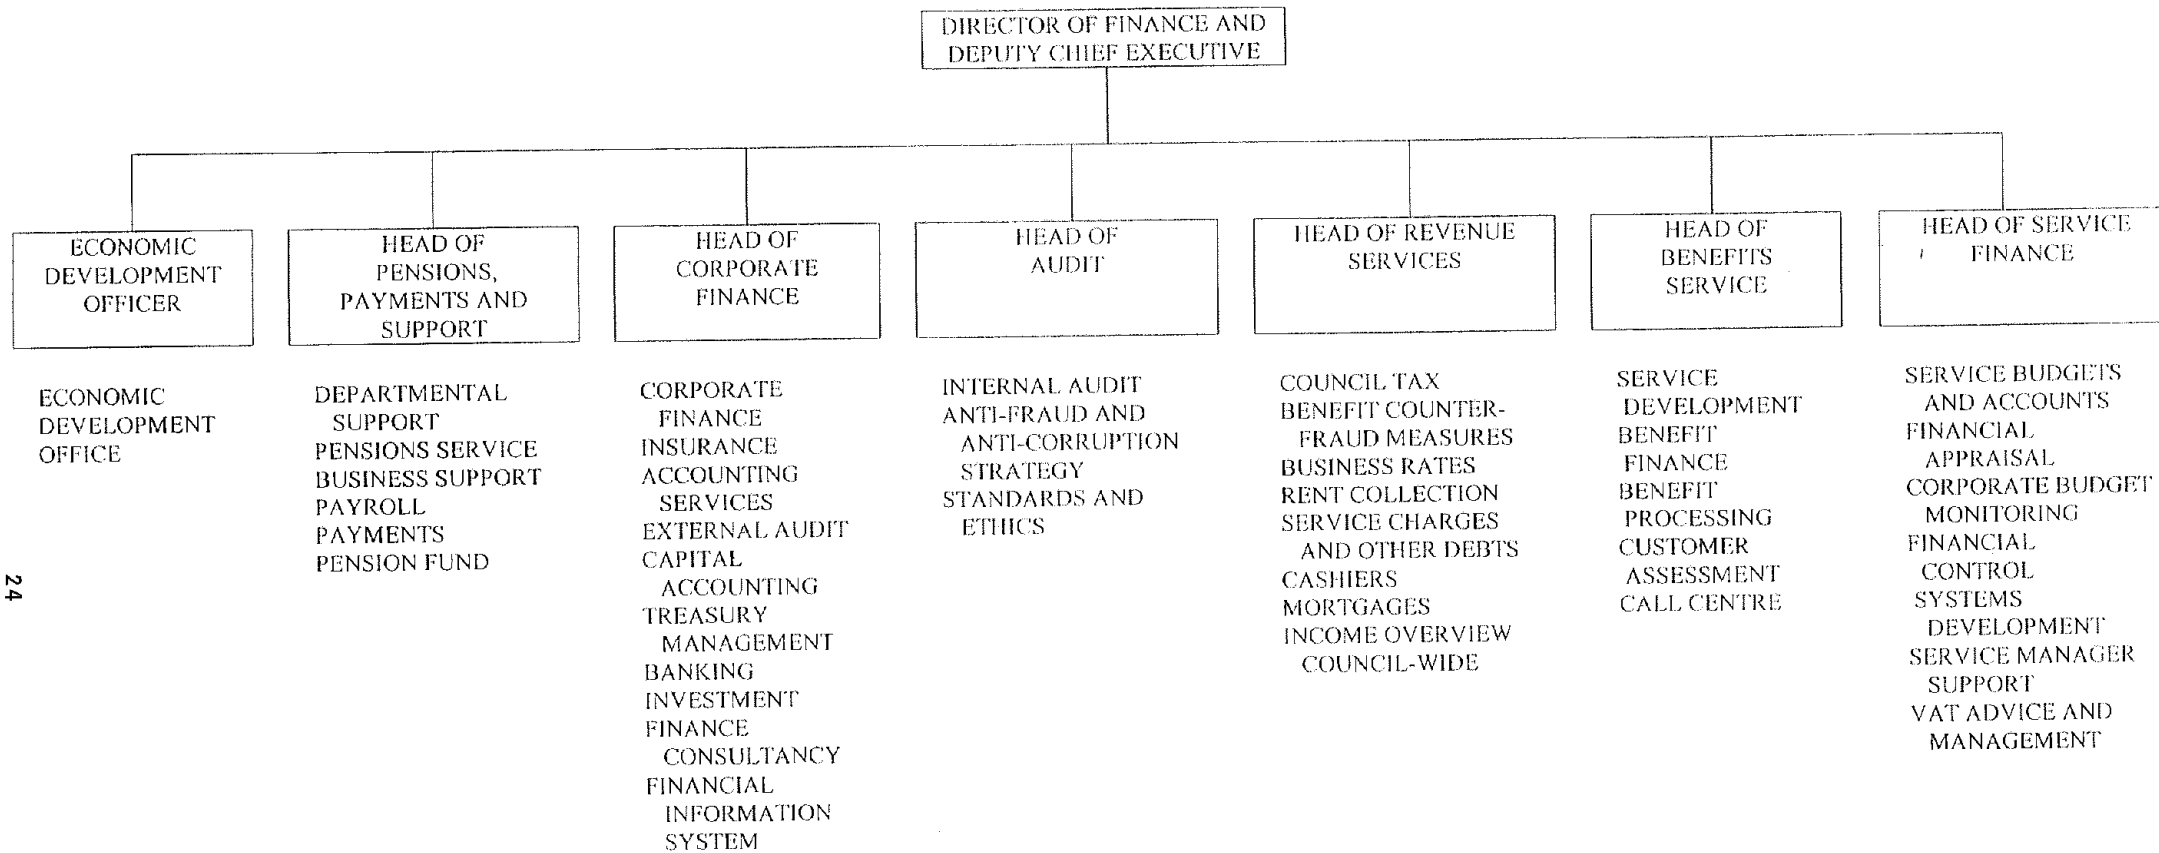 DIRECTOR OF FINANCE AND
DEPUTY CHIEF EXECUTIVE
ECONOMIC
DEVELOPMENT
OFFICER
HEAD OF
PENSIONS,
PAYMENTS AND
SUPPORT
HEAD OF
CORPORATE
FINANCE
HEAD OF
AUDIT
HEAD OF REVENUE
SERVICES
HEAD OF
BENEFITS
SERVICE
HEAD OF SERVICE
FINANCE
ECONOMIC
DEVELOPMENT
OFFICE
DEPARTMENTAL
SUPPORT
PENSIONS SERVICE
BUSINESS SUPPORT
PAYROLL
PAYMENTS
PENSION FUND
CORPORATE
FINANCE
INSURANCE
ACCOUNTING
SERVICES
EXTERNAL AUDIT
CAPITAL
ACCOUNTING
TREASURY
MANAGEMENT
BANKING
INVESTMENT
FINANCE
CONSULTANCY
FINANCIAL
INFORMATION
SYSTEM
INTERNAL AUDIT
ANTI-FRAUD AND
ANTI-CORRUPTION
STRATEGY
STANDARDS AND
ETHICS
COUNCIL TAX
BENEFIT COUNTER-
FRAUD MEASURES
BUSINESS RATES
RENT COLLECTION
SERVICE CHARGES
AND OTHER DEBTS
CASHIERS
MORTGAGES
INCOME OVERVIEW
COUNCIL-WIDE
SERVICE
DEVELOPMENT
BENEFIT
FINANCE
BENEFIT
PROCESSING
CUSTOMER
ASSESSMENT
CALL CENTRE
SERVICE BUDGETS
AND ACCOUNTS
FINANCIAL
APPRAISAL
CORPORATE BUDGET
MONITORING
FINANCIAL
CONTROL
SYSTEMS
DEVELOPMENT
SERVICE MANAGER
SUPPORT
VAT ADVICE AND
MANAGEMENT
24